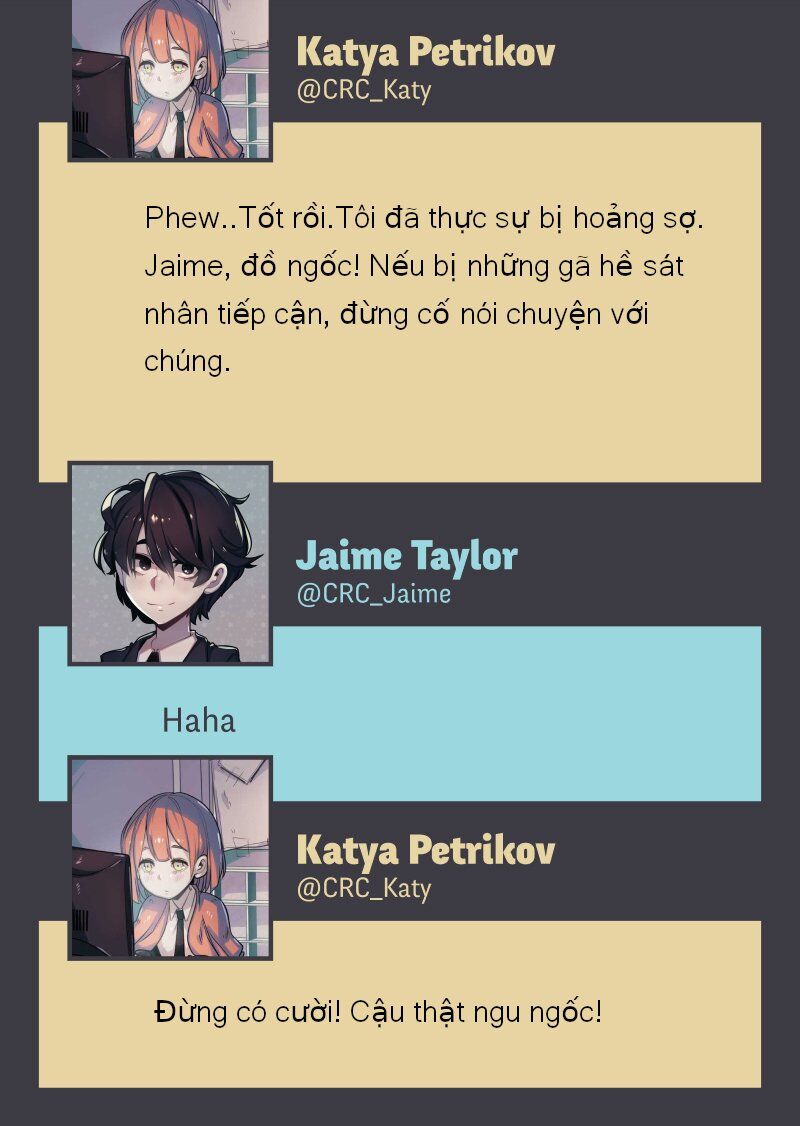 Katya Petrikov
@CRC_Katy
Phew..Tốt rồi.Tôi đã thực sự bị hoảng sợ.
Jaime, đồ ngốc! Nếu bị những gã hề sát
nhân tiếp cận, đừng cố nói chuyện với
chúng.
Jaime Taylor
@CRC_Jaime
Haha
Katya Petrikov
@CRC_Katy
Đừng có cười! Cậu thật ngu ngốc!